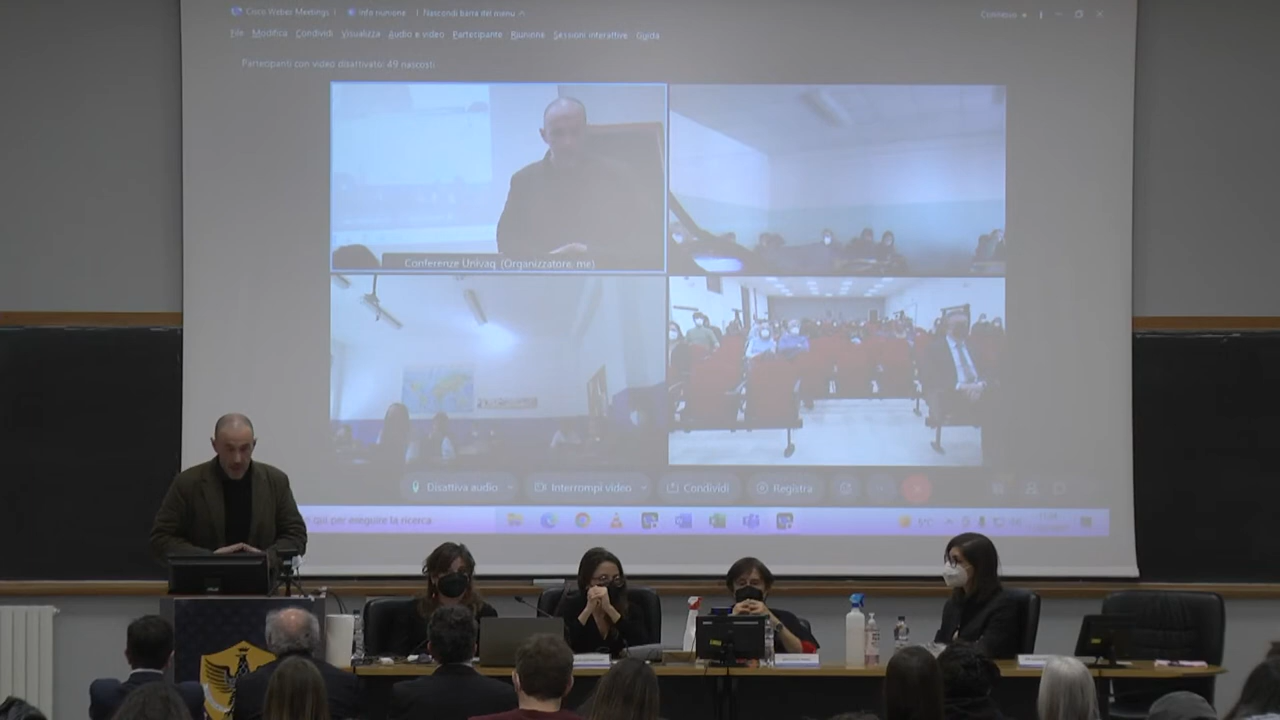 Cisco Webex Meetings | Info riunione | Nascondi barra dei menu
Connesso
File Modifica Condividi Visualizza Audio e video Partecipante Riunione Sessioni interattive Guida
Partecipanti con video disattivato: 49 nascosti
Conferenze Univaq (Organizzatore, me)
Disattiva audio Interrompi video Condividi Registra
qui per eseguire la ricerca